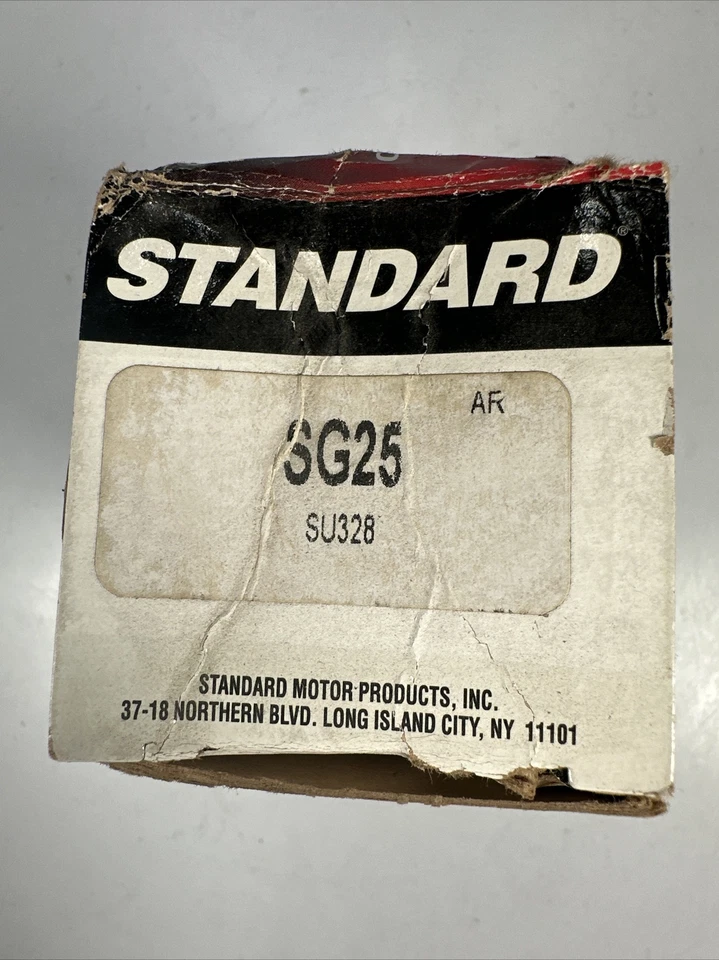 STANDARD®
AR
SG25
SU328
STANDARD MOTOR PRODUCTS, INC.
37-18 NORTHERN BLVD. LONG ISLAND CITY, NY 11101